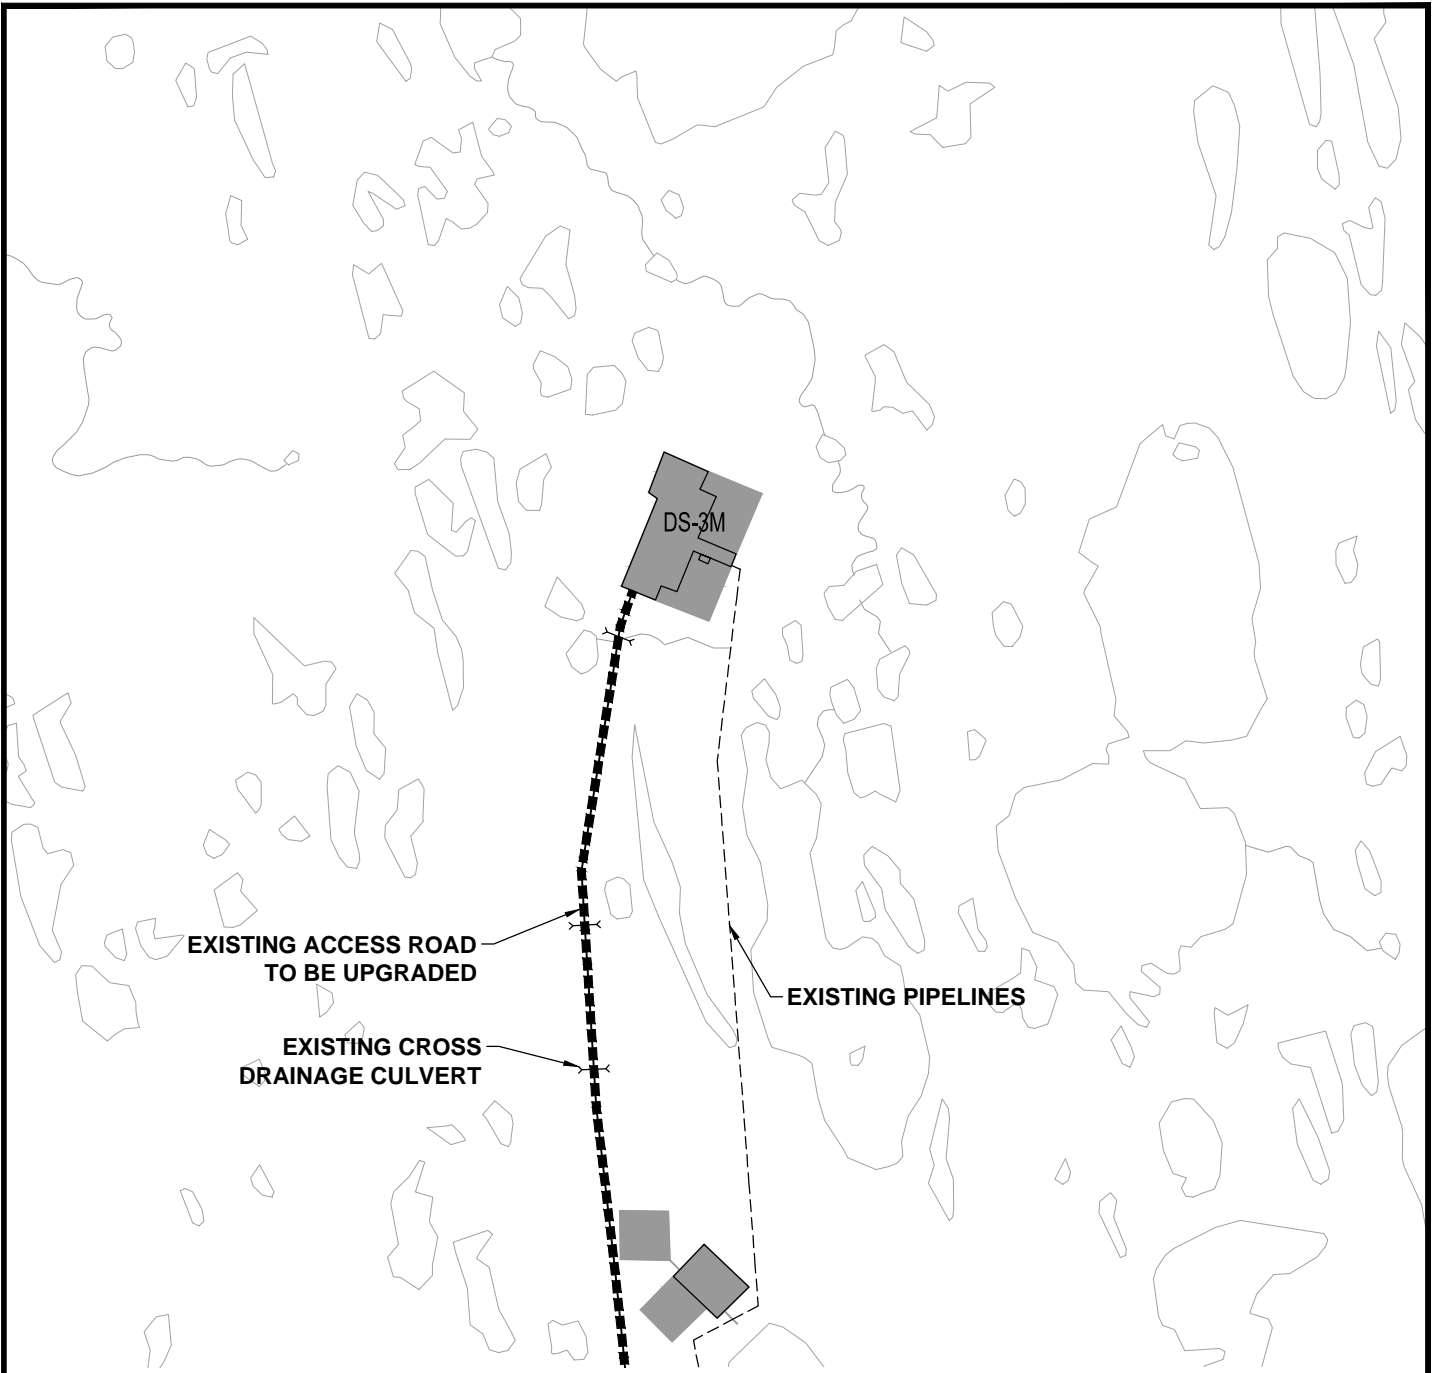 DS-3M
EXISTING ACCESS ROAD
TO BE UPGRADED
EXISTING PIPELINES
EXISTING CROSS
DRAINAGE CULVERT